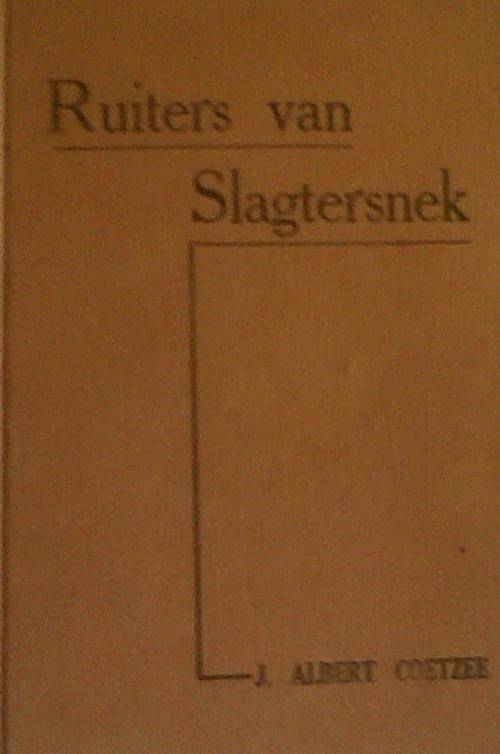 Ruiters van
Slagtersnek
J. ALBERT COETZEE